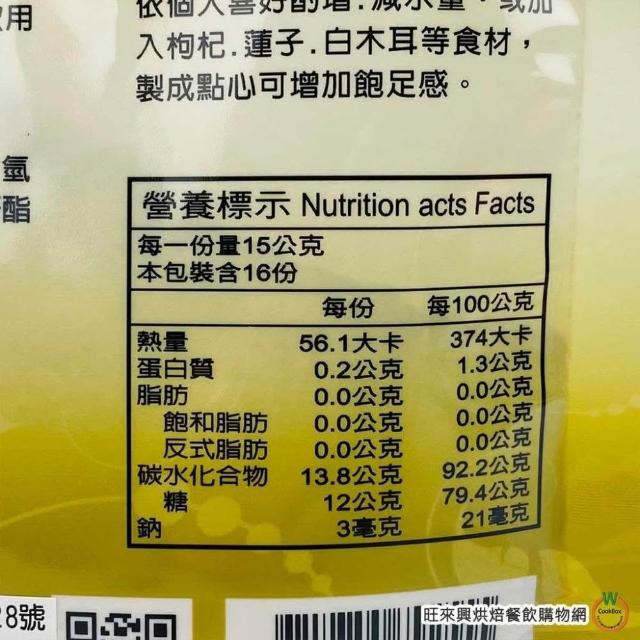 依個人喜好酌增.減水量。或加
飲用
入枸杞.蓮子.白木耳等食材，
製成點心可增加飽足感。
氫
酯
營養標示 Nutrition acts Facts
每一份量15公克
本包裝含16份
每份 每100公克
熱量 56.1大卡 374大卡
蛋白質 0.2公克 1.3公克
脂肪 0.0公克 0.0公克
飽和脂肪 0.0公克 0.0公克
反式脂肪 0.0公克 0.0公克
碳水化合物 13.8公克 92.2公克
糖 12公克 79.4公克
鈉 3毫克 21毫克
28號
旺來興烘焙餐飲購物網
W
CookBox